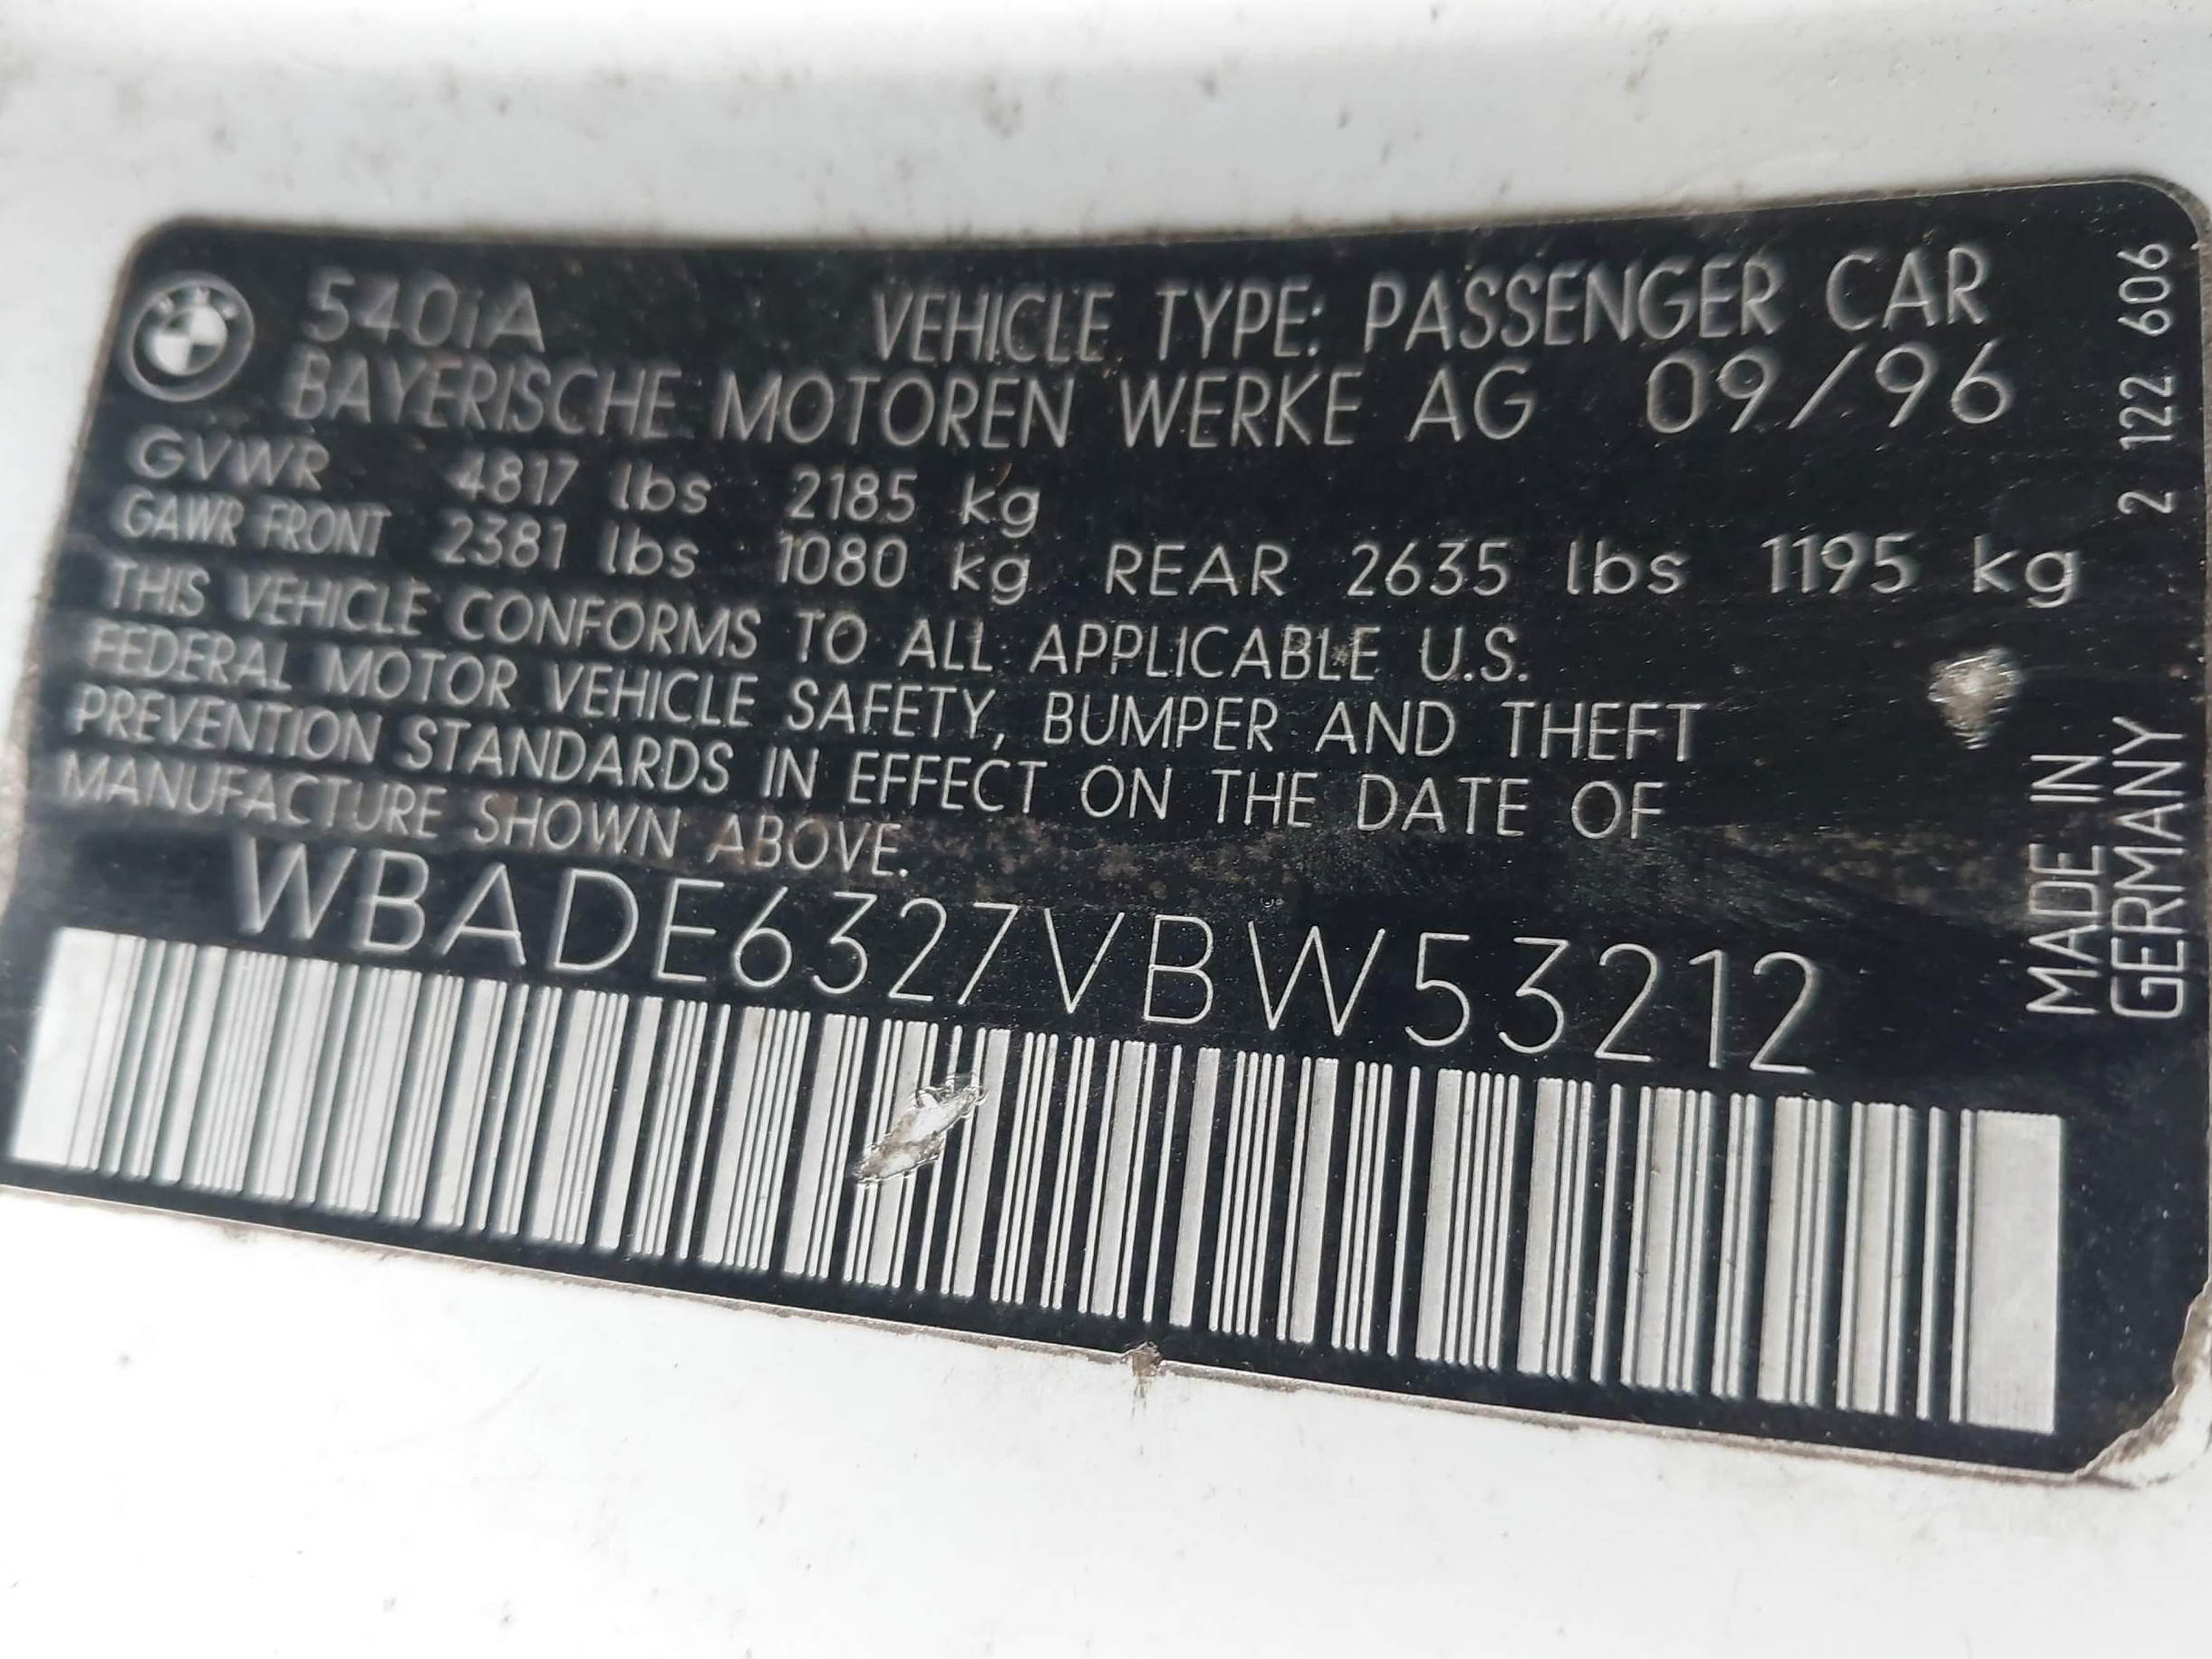 540iA VEHICLE TYPE: PASSENGER CAR
BAYERISCHE MOTOREN WERKE AG 09/96
GVWR 4817 lbs 2185 kg
GAWR FRONT 2381 lbs 1080 kg REAR 2635 lbs 1195 kg
THIS VEHICLE CONFORMS TO ALL APPLICABLE U.S.
FEDERAL MOTOR VEHICLE SAFETY, BUMPER AND THEFT
PREVENTION STANDARDS IN EFFECT ON THE DATE OF
MANUFACTURE SHOWN ABOVE.
WBADE6327VBW53212
2 122 606
MADE IN
GERMANY